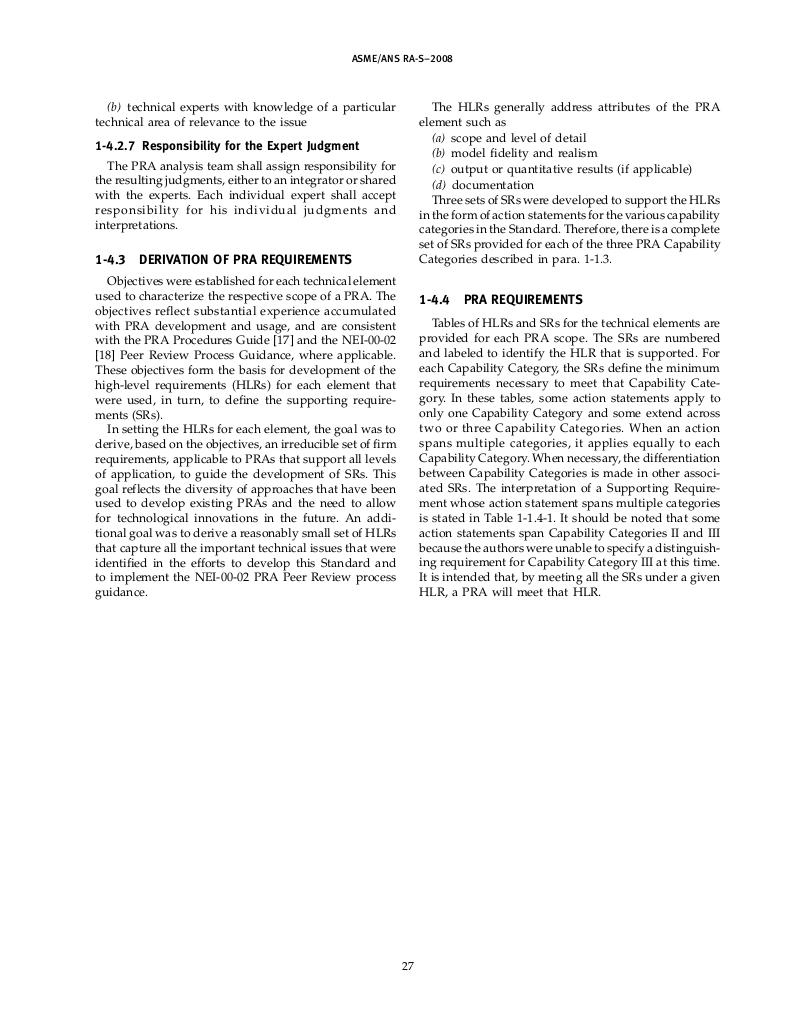 ASME/ANS RA-S–2008
(b) technical experts with knowledge of a particular
technical area of relevance to the issue
1-4.2.7 Responsibility for the Expert Judgment
The PRA analysis team shall assign responsibility for
the resulting judgments, either to an integrator or shared
with the experts. Each individual expert shall accept
responsibility for his individual judgments and
interpretations.
1-4.3 DERIVATION OF PRA REQUIREMENTS
Objectives were established for each technical element
used to characterize the respective scope of a PRA. The
objectives reflect substantial experience accumulated
with PRA development and usage, and are consistent
with the PRA Procedures Guide [17] and the NEI-00-02
[18] Peer Review Process Guidance, where applicable.
These objectives form the basis for development of the
high-level requirements (HLRs) for each element that
were used, in turn, to define the supporting require-
ments (SRs).
In setting the HLRs for each element, the goal was to
derive, based on the objectives, an irreducible set of firm
requirements, applicable to PRAs that support all levels
of application, to guide the development of SRs. This
goal reflects the diversity of approaches that have been
used to develop existing PRAs and the need to allow
for technological innovations in the future. An addi-
tional goal was to derive a reasonably small set of HLRs
that capture all the important technical issues that were
identified in the efforts to develop this Standard and
to implement the NEI-00-02 PRA Peer Review process
guidance.
The HLRs generally address attributes of the PRA
element such as
(a) scope and level of detail
(b) model fidelity and realism
(c) output or quantitative results (if applicable)
(d) documentation
Three sets of SRs were developed to support the HLRs
in the form of action statements for the various capability
categories in the Standard. Therefore, there is a complete
set of SRs provided for each of the three PRA Capability
Categories described in para. 1-1.3.
1-4.4 PRA REQUIREMENTS
Tables of HLRs and SRs for the technical elements are
provided for each PRA scope. The SRs are numbered
and labeled to identify the HLR that is supported. For
each Capability Category, the SRs define the minimum
requirements necessary to meet that Capability Cate-
gory. In these tables, some action statements apply to
only one Capability Category and some extend across
two or three Capability Categories. When an action
spans multiple categories, it applies equally to each
Capability Category. When necessary, the differentiation
between Capability Categories is made in other associ-
ated SRs. The interpretation of a Supporting Require-
ment whose action statement spans multiple categories
is stated in Table 1-1.4-1. It should be noted that some
action statements span Capability Categories II and III
because the authors were unable to specify a distinguish-
ing requirement for Capability Category III at this time.
It is intended that, by meeting all the SRs under a given
HLR, a PRA will meet that HLR.
27